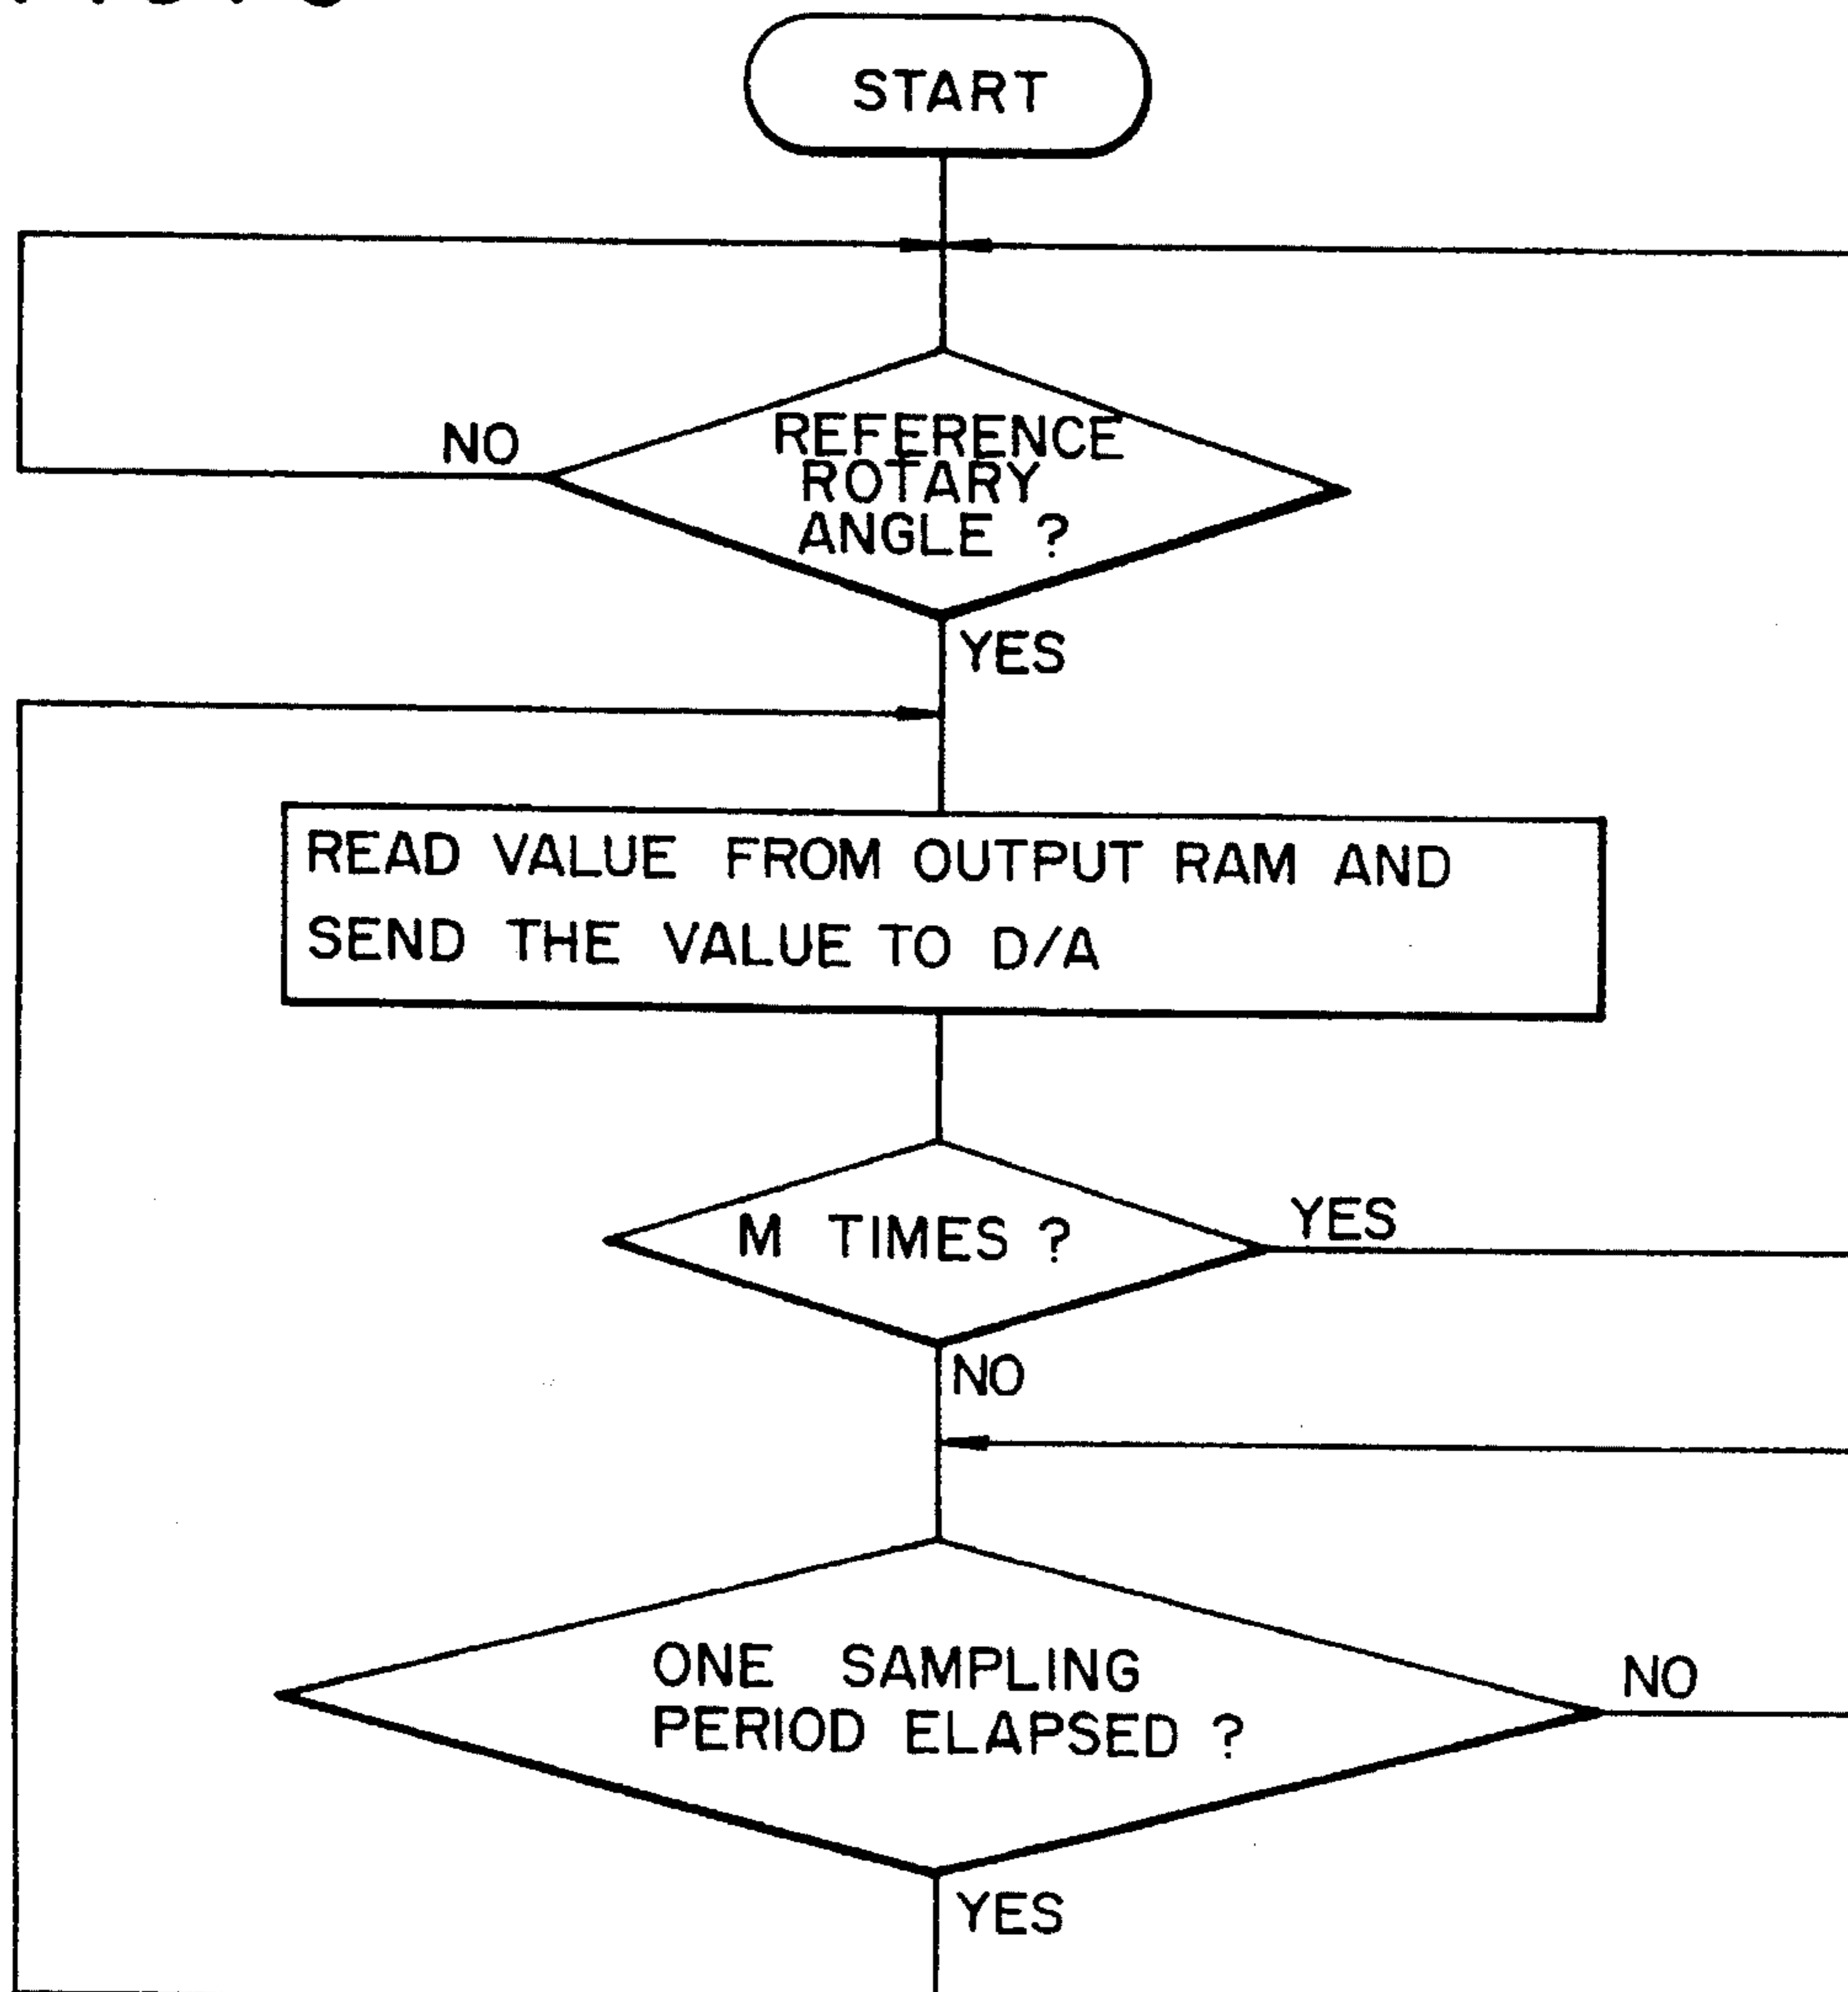 START
REFERENCE
ROTARY
ANGLE ?
NO
YES
READ VALUE FROM OUTPUT RAM AND
SEND THE VALUE TO D/A
M TIMES ?
YES
NO
ONE SAMPLING
PERIOD ELAPSED ?
NO
YES